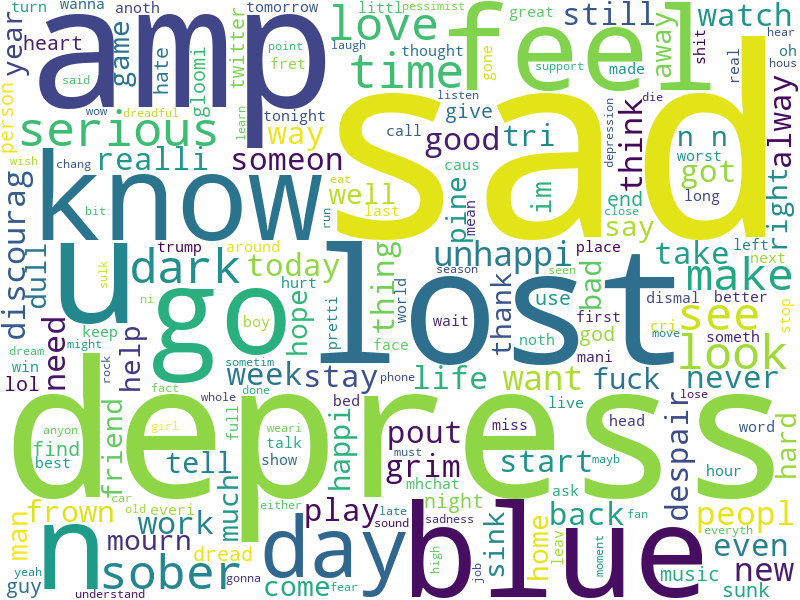 turn wanna anoth tomorrow
year heart game hate
amp
twitter fret
love littl pessimist great
still watch
thought laugh
time feel away shit hear
oh real hous
person gloomi said point
gone support made
wow dreadful learn tonight
serious way
listen give die
call good tri
depression think n n alway
wish realli someon caus
worst got
sad
chang know eat well
run last mean pine im
end say close long right
discourag dull bit
trump around unhappi place
take left next
u dark today thing
sulk ni hurt pretti world
season seen make
thank use bad dismal better
lost go boy hope
wait first god see
need keep might help
face noth mani cri someth move stop
dream win rock sometim
look
lol week stay phone life want fuck never
fact whole done bed
live lose
depress
anyon girl weari happi pout miss head despair word hard
friend full talk must
find best tell show grim start mayb hour
mhchat
car much either night ask
man frown old everi play late back peopl
n work mourn sound sadness fan everyth
day blue sink home leav even
guy yeah dread gonna high job moment music new
sober come fear sunk
understand